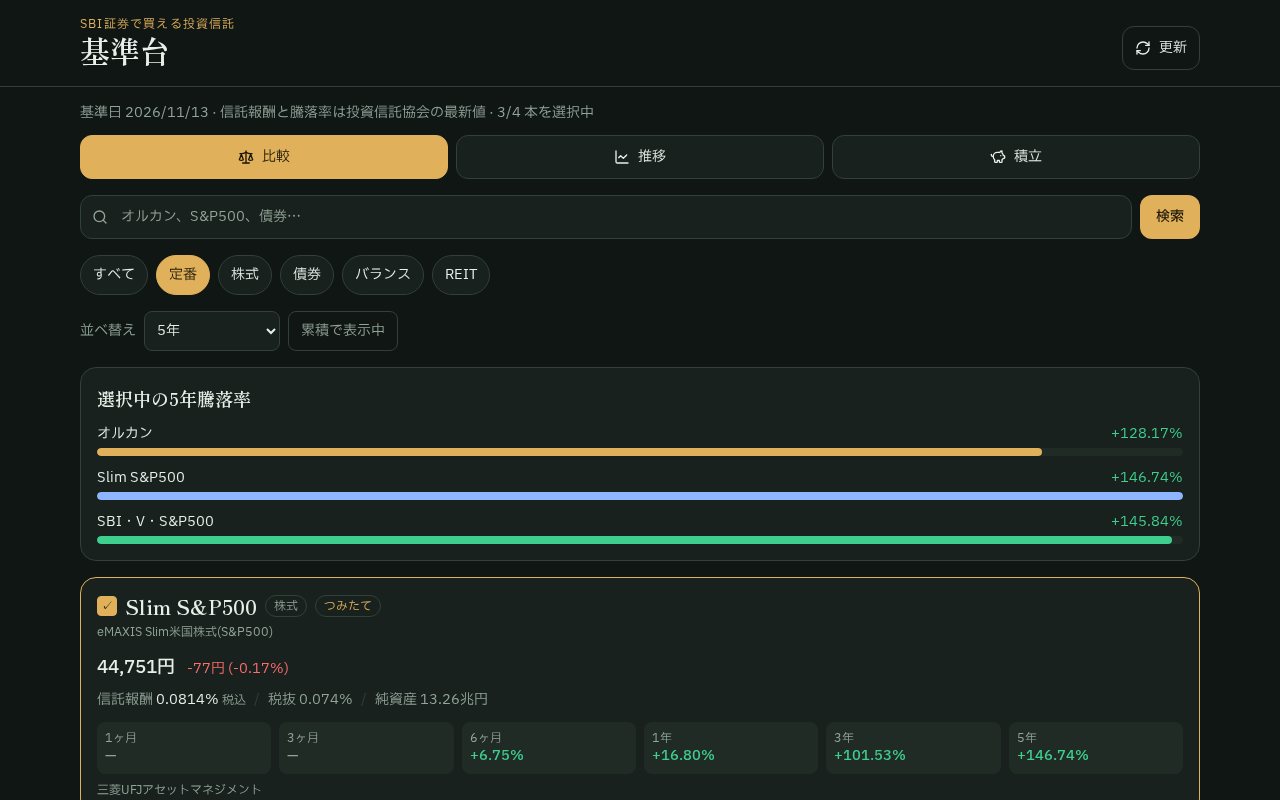 SBI証券で買える投資信託
基準台
更新
基準日 2026/11/13 · 信託報酬と騰落率は投資信託協会の最新値 · 3/4 本を選択中
比較
推移
積立
オルカン、S&P500、債券…
検索
すべて
定番
株式
債券
バランス
REIT
並べ替え
5年
累積で表示中
選択中の5年騰落率
オルカン
+128.17%
Slim S&P500
+146.74%
SBI・V・S&P500
+145.84%
Slim S&P500
株式
つみたて
eMAXIS Slim米国株式(S&P500)
44,751円 -77円 (-0.17%)
信託報酬 0.0814% 税込 / 税抜 0.074% / 純資産 13.26兆円
1ヶ月
—
3ヶ月
—
6ヶ月
+6.75%
1年
+16.80%
3年
+101.53%
5年
+146.74%
三菱UFJアセットマネジメント